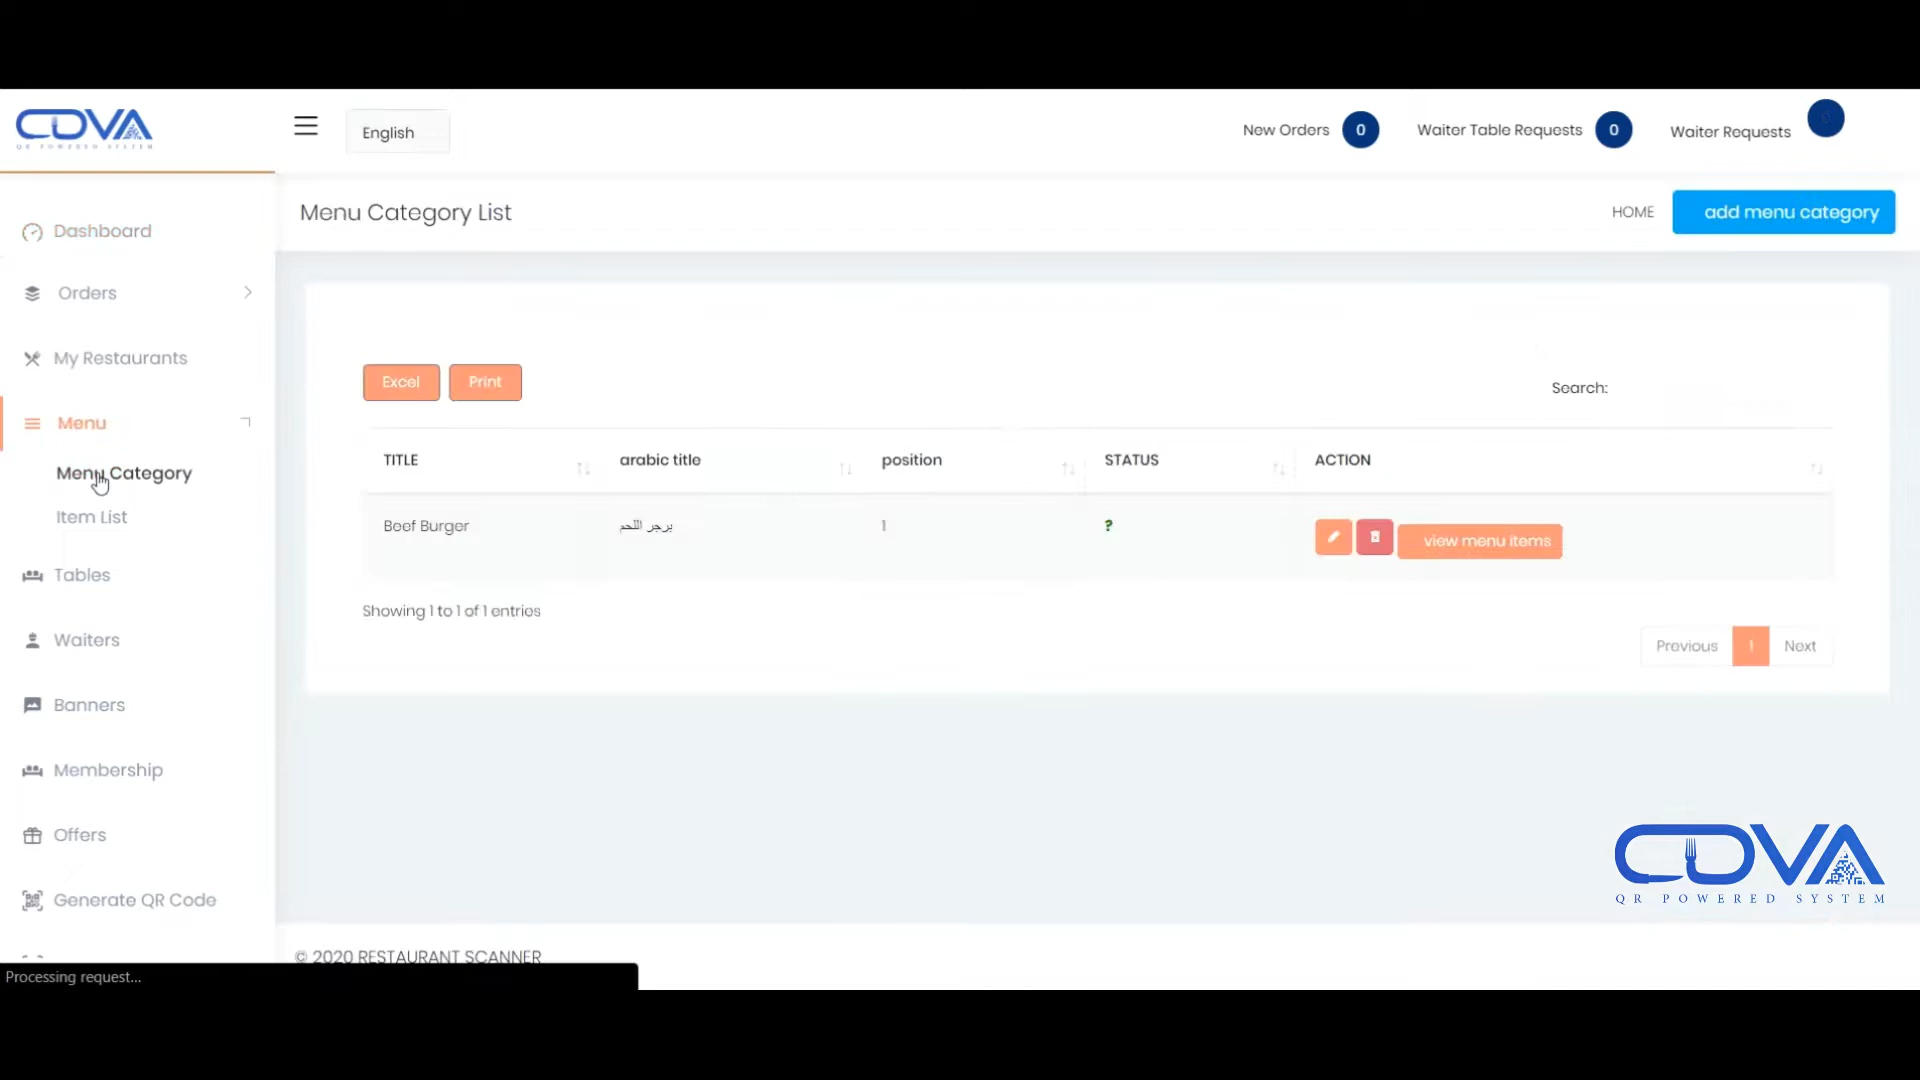 CDVA
QR POWERED SYSTEM
English
New Orders 0
Waiter Table Requests 0
Waiter Requests
Menu Category List
HOME
add menu category
Dashboard
Orders
My Restaurants
Menu
Menu Category
Item List
Tables
Waiters
Banners
Membership
Offers
Generate QR Code
Excel
Print
Search:
TITLE arabic title position STATUS ACTION
Beef Burger برجر اللحم 1 ? view menu items
Showing 1 to 1 of 1 entries
Previous 1 Next
CDVA
QR POWERED SYSTEM
© 2020 RESTAURANT SCANNER
Processing request...